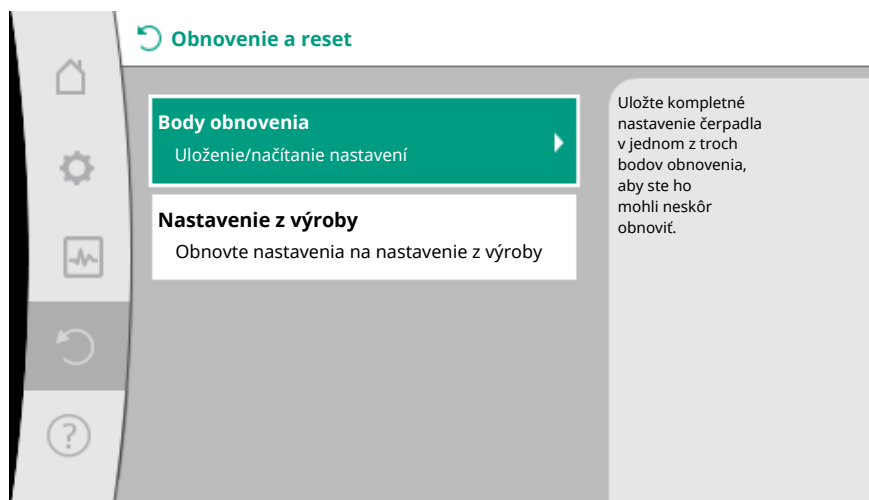 Obnovenie a reset
Body obnovenia
Uloženie/načítanie nastavení
Nastavenie z výroby
Obnovte nastavenia na nastavenie z výroby
Uložte kompletné
nastavenie čerpadla
v jednom z troch
bodov obnovenia,
aby ste ho
mohli neskôr
obnoviť.
?